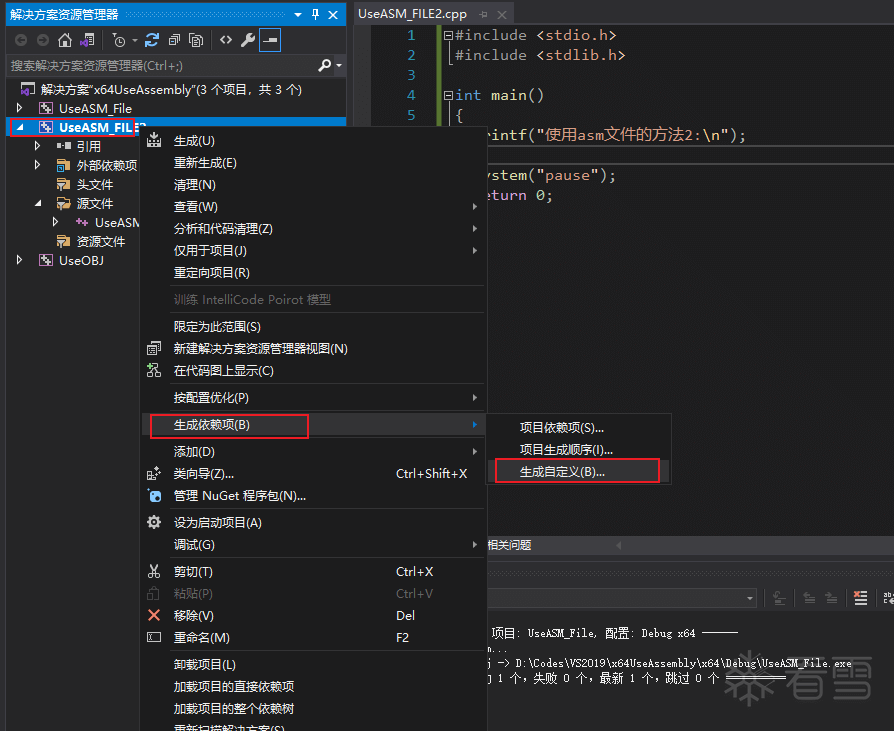 解决方案资源管理器
搜索解决方案资源管理器(Ctrl+;)
解决方案"x64UseAssembly"(3 个项目，共 3 个)
UseASM_File
UseASM_FILE2
引用
外部依赖项
头文件
源文件
UseASM
资源文件
UseOBJ
生成(U)
重新生成(E)
清理(N)
查看(W)
分析和代码清理(Z)
仅用于项目(J)
重定向项目(R)
训练 IntelliCode Poirot 模型
限定为此范围(S)
新建解决方案资源管理器视图(N)
在代码图上显示(C)
按配置优化(P)
生成依赖项(B)
添加(D)
类向导(Z)... Ctrl+Shift+X
管理 NuGet 程序包(N)...
设为启动项目(A)
调试(G)
剪切(T) Ctrl+X
粘贴(P) Ctrl+V
移除(V) Del
重命名(M) F2
卸载项目(L)
加载项目的直接依赖项
加载项目的整个依赖树
重新扫描解决方案(S)
项目依赖项(S)...
项目生成顺序(I)...
生成自定义(B)...
UseASM_FILE2.cpp
1 #include <stdio.h>
2 #include <stdlib.h>
3
4 int main()
5 {
rintf("使用asm文件的方法2:\n");
ystem("pause");
eturn 0;
相关问题
项目: UseASM_File, 配置: Debug x64 ------
-> D:\Codes\VS2019\x64UseAssembly\x64\Debug\UseASM_File.exe
1 个，失败 0 个，最新 1 个，跳过 0 个 ==========
看雪